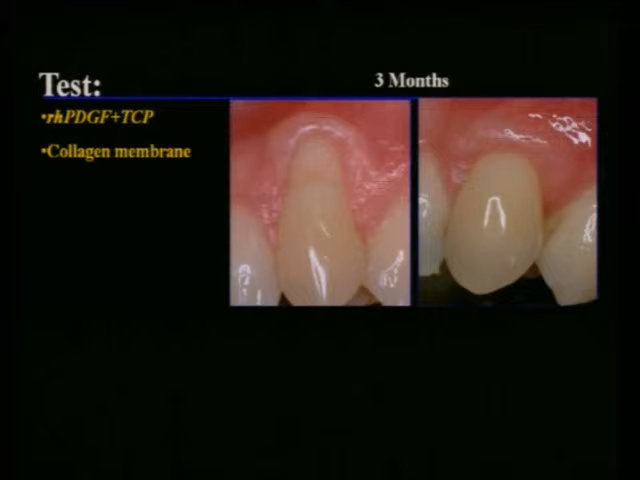 Test:
3 Months
•rhPDGF+TCP
•Collagen membrane